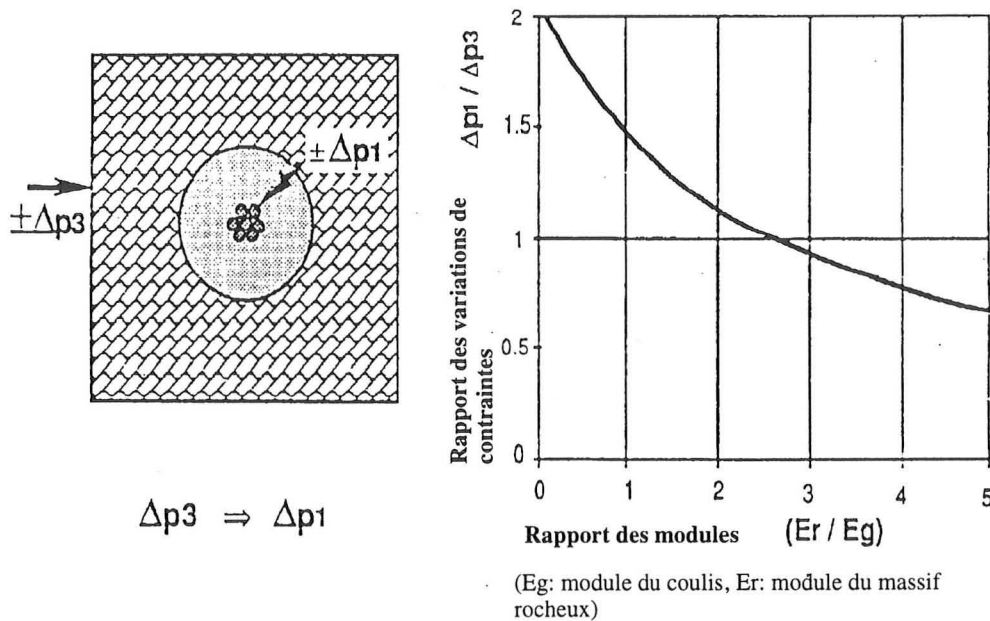 ±Δp1
±Δp3
Δp3 ⇒ Δp1
Rapport des variations de
contraintes
Δp1 / Δp3
2
1.5
1
0.5
0
0 1 2 3 4 5
Rapport des modules (Er / Eg)
(Eg: module du coulis, Er: module du massif
rocheux)